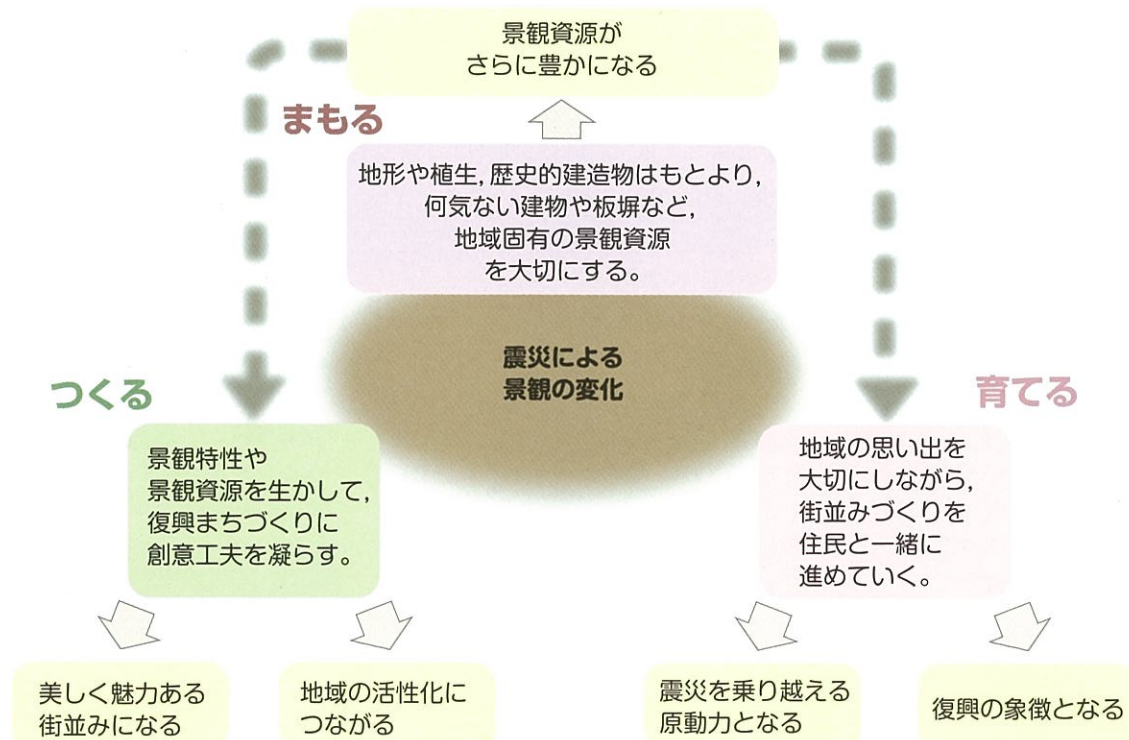 景観資源が
さらに豊かになる
まもる
地形や植生,歴史的建造物はもとより,
何気ない建物や板塀など,
地域固有の景観資源
を大切にする。
震災による
景観の変化
つくる
景観特性や
景観資源を生かして,
復興まちづくりに
創意工夫を凝らす。
育てる
地域の思い出を
大切にしながら,
街並みづくりを
住民と一緒に
進めていく。
美しく魅力ある
街並みになる
地域の活性化に
つながる
震災を乗り越える
原動力となる
復興の象徴となる